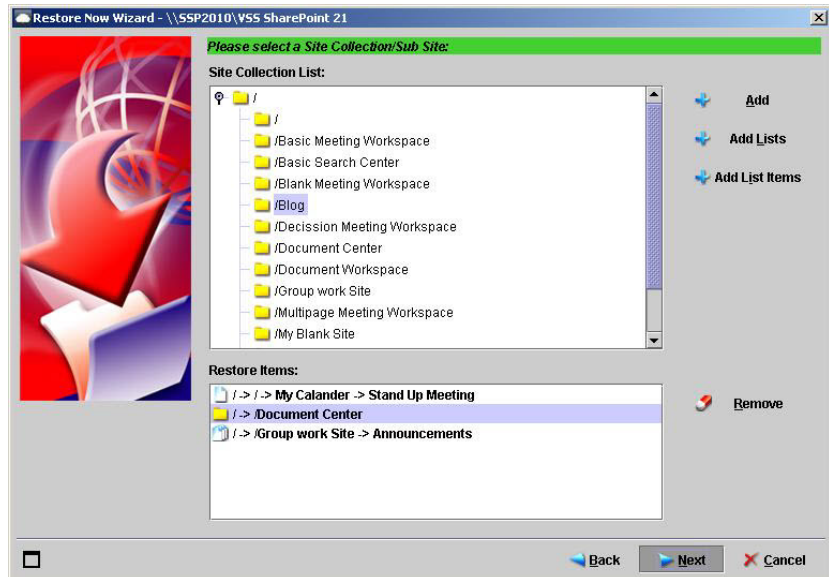 Restore Now Wizard - \\SSP2010\VSS SharePoint 21
Please select a Site Collection/Sub Site:
Site Collection List:
/
/
/Basic Meeting Workspace
/Basic Search Center
/Blank Meeting Workspace
/Blog
/Decission Meeting Workspace
/Document Center
/Document Workspace
/Group work Site
/Multipage Meeting Workspace
/My Blank Site
Add
Add Lists
Add List Items
Restore Items:
/ -> / -> My Calander -> Stand Up Meeting
/ -> /Document Center
/ -> /Group work Site -> Announcements
Remove
Back
Next
Cancel